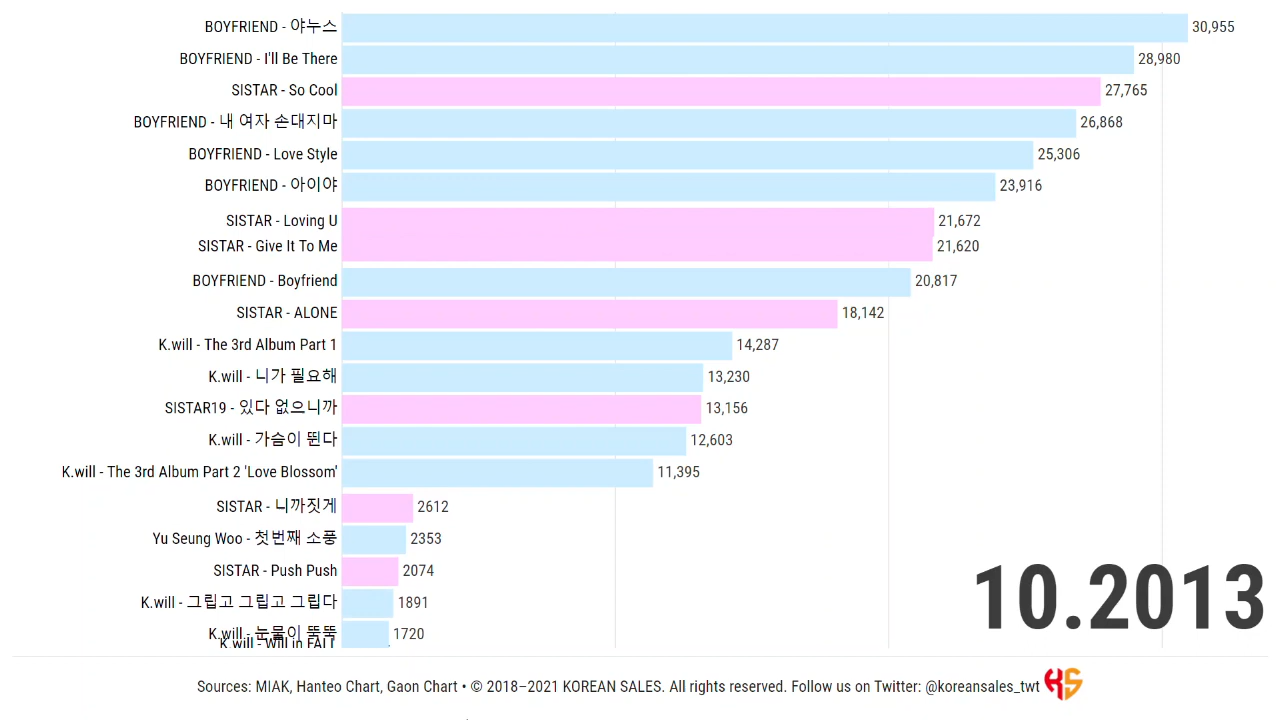 BOYFRIEND - 야누스 30,955
BOYFRIEND - I'll Be There 28,980
SISTAR - So Cool 27,765
BOYFRIEND - 내 여자 손대지마 26,868
BOYFRIEND - Love Style 25,306
BOYFRIEND - 아이야 23,916
SISTAR - Loving U 21,672
SISTAR - Give It To Me 21,620
BOYFRIEND - Boyfriend 20,817
SISTAR - ALONE 18,142
K.will - The 3rd Album Part 1 14,287
K.will - 니가 필요해 13,230
SISTAR19 - 있다 없으니까 13,156
K.will - 가슴이 뛴다 12,603
K.will - The 3rd Album Part 2 'Love Blossom' 11,395
SISTAR - 니까짓게 2612
Yu Seung Woo - 첫번째 소풍 2353
SISTAR - Push Push 2074
K.will - 그립고 그립고 그립다 1891
K.will - 눈물이 뚝뚝 1720
K.will - Will in FALL
10.2013
Sources: MIAK, Hanteo Chart, Gaon Chart • © 2018–2021 KOREAN SALES. All rights reserved. Follow us on Twitter: @koreansales_twt KS